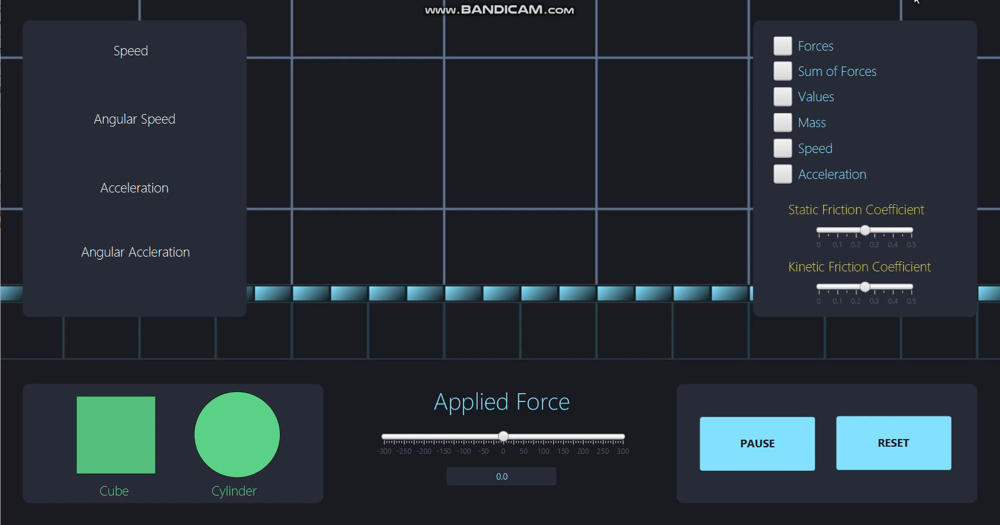 www.BANDICAM.com
Speed
Angular Speed
Acceleration
Angular Accleration
Forces
Sum of Forces
Values
Mass
Speed
Acceleration
Static Friction Coefficient
0 0.1 0.2 0.3 0.4 0.5
Kinetic Friction Coefficient
0 0.1 0.2 0.3 0.4 0.5
Cube
Cylinder
Applied Force
-300 -250 -200 -150 -100 -50 0 50 100 150 200 250 300
0.0
PAUSE
RESET